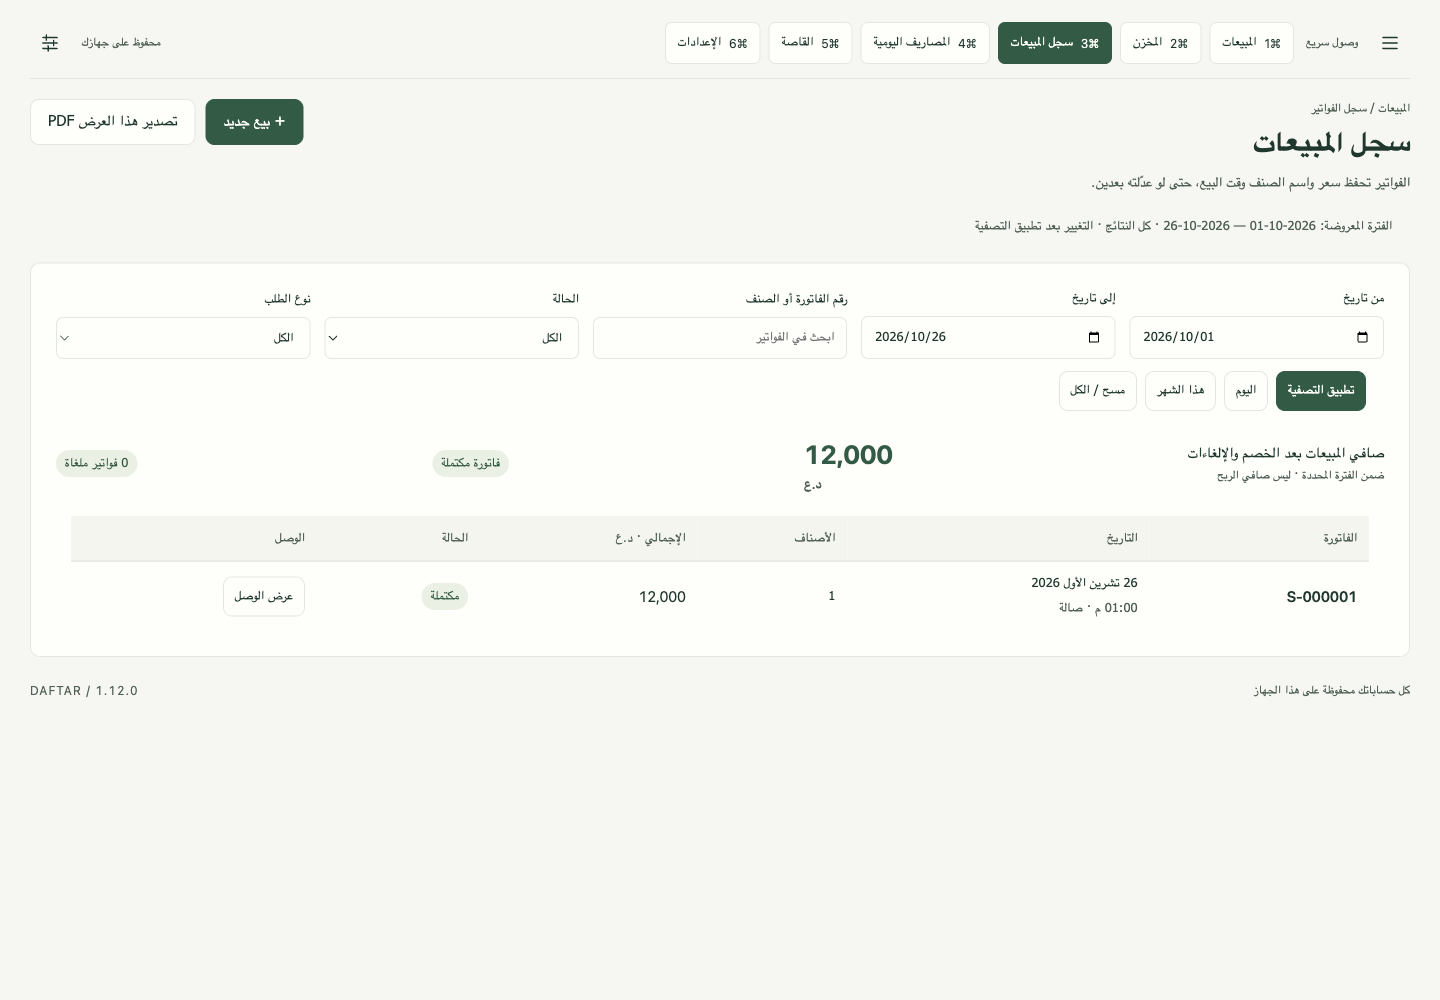 وصول سريع
⌘1 المبيعات
⌘2 المخزن
⌘3 سجل المبيعات
⌘4 المصاريف اليومية
⌘5 القاصة
⌘6 الإعدادات
محفوظ على جهازك
المبيعات / سجل الفواتير
سجل المبيعات
الفواتير تحفظ سعر واسم الصنف وقت البيع، حتى لو عدّلته بعدين.
+ بيع جديد
تصدير هذا العرض PDF
الفترة المعروضة: 2026-10-01 — 2026-10-26 · كل النتائج · التغيير بعد تطبيق التصفية
من تاريخ
إلى تاريخ
رقم الفاتورة أو الصنف
الحالة
نوع الطلب
2026/10/01
2026/10/26
ابحث في الفواتير
الكل
الكل
تطبيق التصفية
اليوم
هذا الشهر
مسح / الكل
صافي المبيعات بعد الخصم والإلغاءات
ضمن الفترة المحددة · ليس صافي الربح
12,000
د.ع
فاتورة مكتملة
0 فواتير ملغاة
الفاتورة
التاريخ
الأصناف
الإجمالي · د.ع
الحالة
الوصل
S-000001
26 تشرين الأول 2026
01:00 م · صالة
1
12,000
مكتملة
عرض الوصل
كل حساباتك محفوظة على هذا الجهاز
DAFTAR / 1.12.0